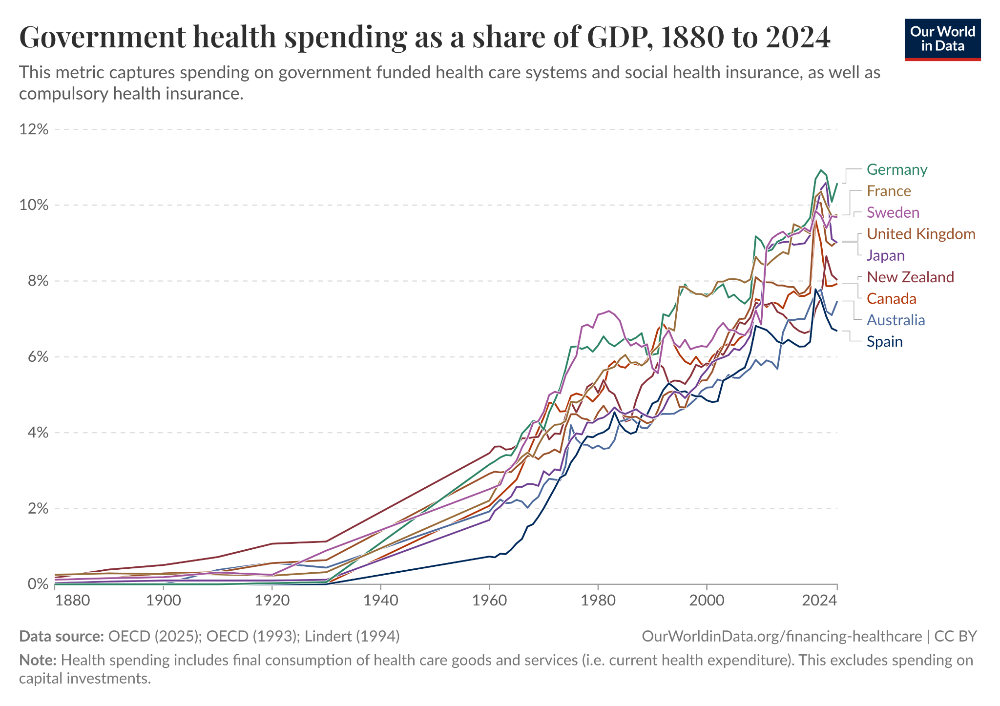 Government health spending as a share of GDP, 1880 to 2024
Our World
in Data
This metric captures spending on government funded health care systems and social health insurance, as well as
compulsory health insurance.
12%
10%
8%
6%
4%
2%
0%
Germany
France
Sweden
United Kingdom
Japan
New Zealand
Canada
Australia
Spain
1880 1900 1920 1940 1960 1980 2000 2024
Data source: OECD (2025); OECD (1993); Lindert (1994)
OurWorldinData.org/financing-healthcare | CC BY
Note: Health spending includes final consumption of health care goods and services (i.e. current health expenditure). This excludes spending on
capital investments.